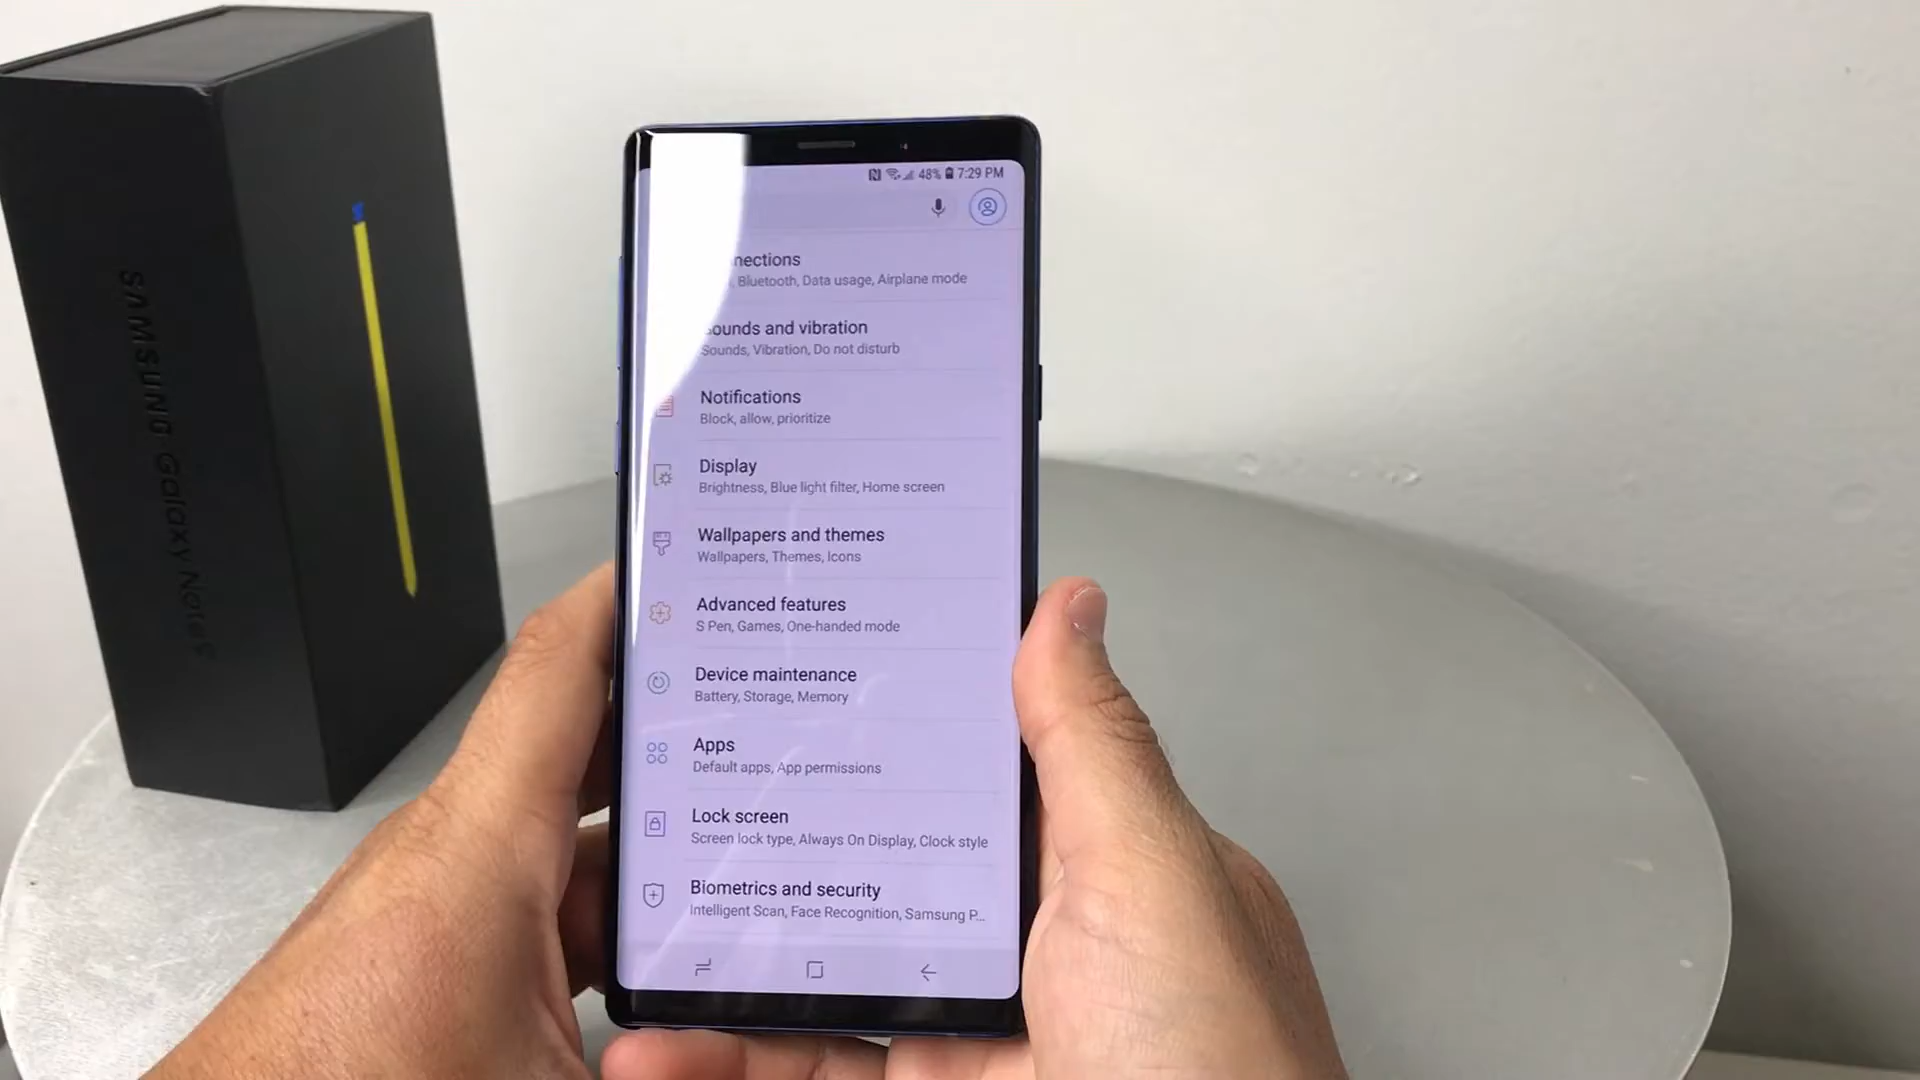 SAMSUNG Galaxy Note9
48% 7:29 PM
nections
, Bluetooth, Data usage, Airplane mode
Sounds and vibration
Sounds, Vibration, Do not disturb
Notifications
Block, allow, prioritize
Display
Brightness, Blue light filter, Home screen
Wallpapers and themes
Wallpapers, Themes, Icons
Advanced features
S Pen, Games, One-handed mode
Device maintenance
Battery, Storage, Memory
Apps
Default apps, App permissions
Lock screen
Screen lock type, Always On Display, Clock style
Biometrics and security
Intelligent Scan, Face Recognition, Samsung P...